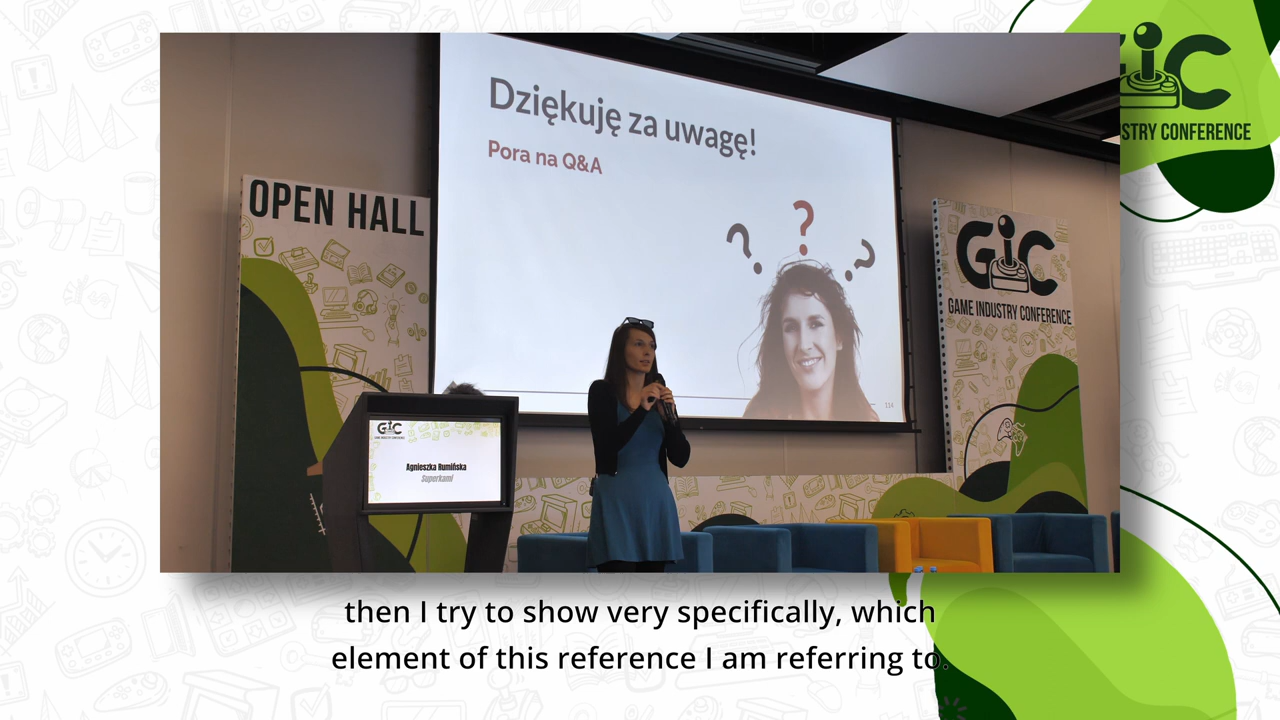 GIC
STRY CONFERENCE
Dziękuję za uwagę!
Pora na Q&A
? ? ?
OPEN HALL
GIC
GAME INDUSTRY CONFERENCE
114
GIC
Agnieszka Rumińska
Superkami
then I try to show very specifically, which
element of this reference I am referring to.